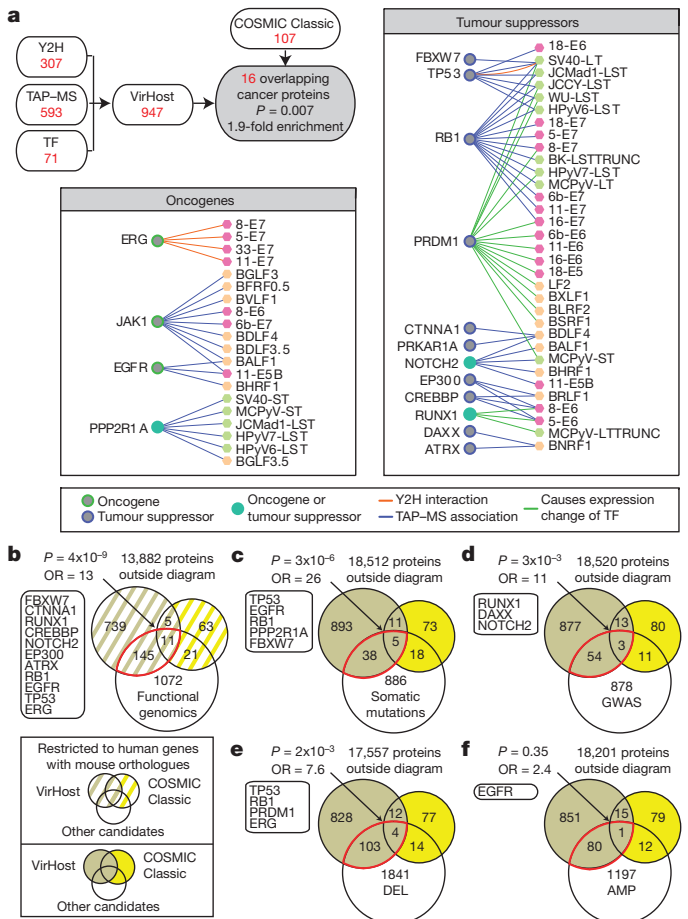 a
Y2H
307
TAP–MS
593
TF
71
VirHost
947
COSMIC Classic
107
16 overlapping
cancer proteins
P = 0.007
1.9-fold enrichment
Oncogenes
ERG
JAK1
EGFR
PPP2R1A
8-E7
5-E7
33-E7
11-E7
BGLF3
BFRF0.5
BVLF1
8-E6
6b-E7
BDLF4
BDLF3.5
BALF1
11-E5B
BHRF1
SV40-ST
MCPyV-ST
JCMad1-LST
HPyV7-LST
HPyV6-LST
BGLF3.5
Tumour suppressors
FBXW7
TP53
RB1
PRDM1
CTNNA1
PRKAR1A
NOTCH2
EP300
CREBBP
RUNX1
DAXX
ATRX
18-E6
SV40-LT
JCMad1-LST
JCCY-LST
WU-LST
HPyV6-LST
18-E7
5-E7
8-E7
BK-LSTTRUNC
HPyV7-LST
MCPyV-LT
6b-E7
11-E7
16-E7
6b-E6
11-E6
16-E6
18-E5
LF2
BXLF1
BLRF2
BSRF1
BDLF4
BALF1
MCPyV-ST
BHRF1
11-E5B
BRLF1
8-E6
5-E6
MCPyV-LTTRUNC
BNRF1
Oncogene
Tumour suppressor
Oncogene or
tumour suppressor
Y2H interaction
TAP–MS association
Causes expression
change of TF
b
P = 4x10⁻⁹
OR = 13
13,882 proteins
outside diagram
FBXW7
CTNNA1
RUNX1
CREBBP
NOTCH2
EP300
ATRX
RB1
EGFR
TP53
ERG
739
5
63
11
145
21
1072
Functional
genomics
Restricted to human genes
with mouse orthologues
VirHost
COSMIC
Classic
Other candidates
VirHost
COSMIC
Classic
Other candidates
c
P = 3x10⁻⁶
OR = 26
18,512 proteins
outside diagram
TP53
EGFR
RB1
PPP2R1A
FBXW7
893
11
73
5
38
18
886
Somatic
mutations
d
P = 3x10⁻³
OR = 11
18,520 proteins
outside diagram
RUNX1
DAXX
NOTCH2
877
13
80
3
54
11
878
GWAS
e
P = 2x10⁻³
OR = 7.6
17,557 proteins
outside diagram
TP53
RB1
PRDM1
ERG
828
12
77
4
103
14
1841
DEL
f
P = 0.35
OR = 2.4
18,201 proteins
outside diagram
EGFR
851
15
79
1
80
12
1197
AMP